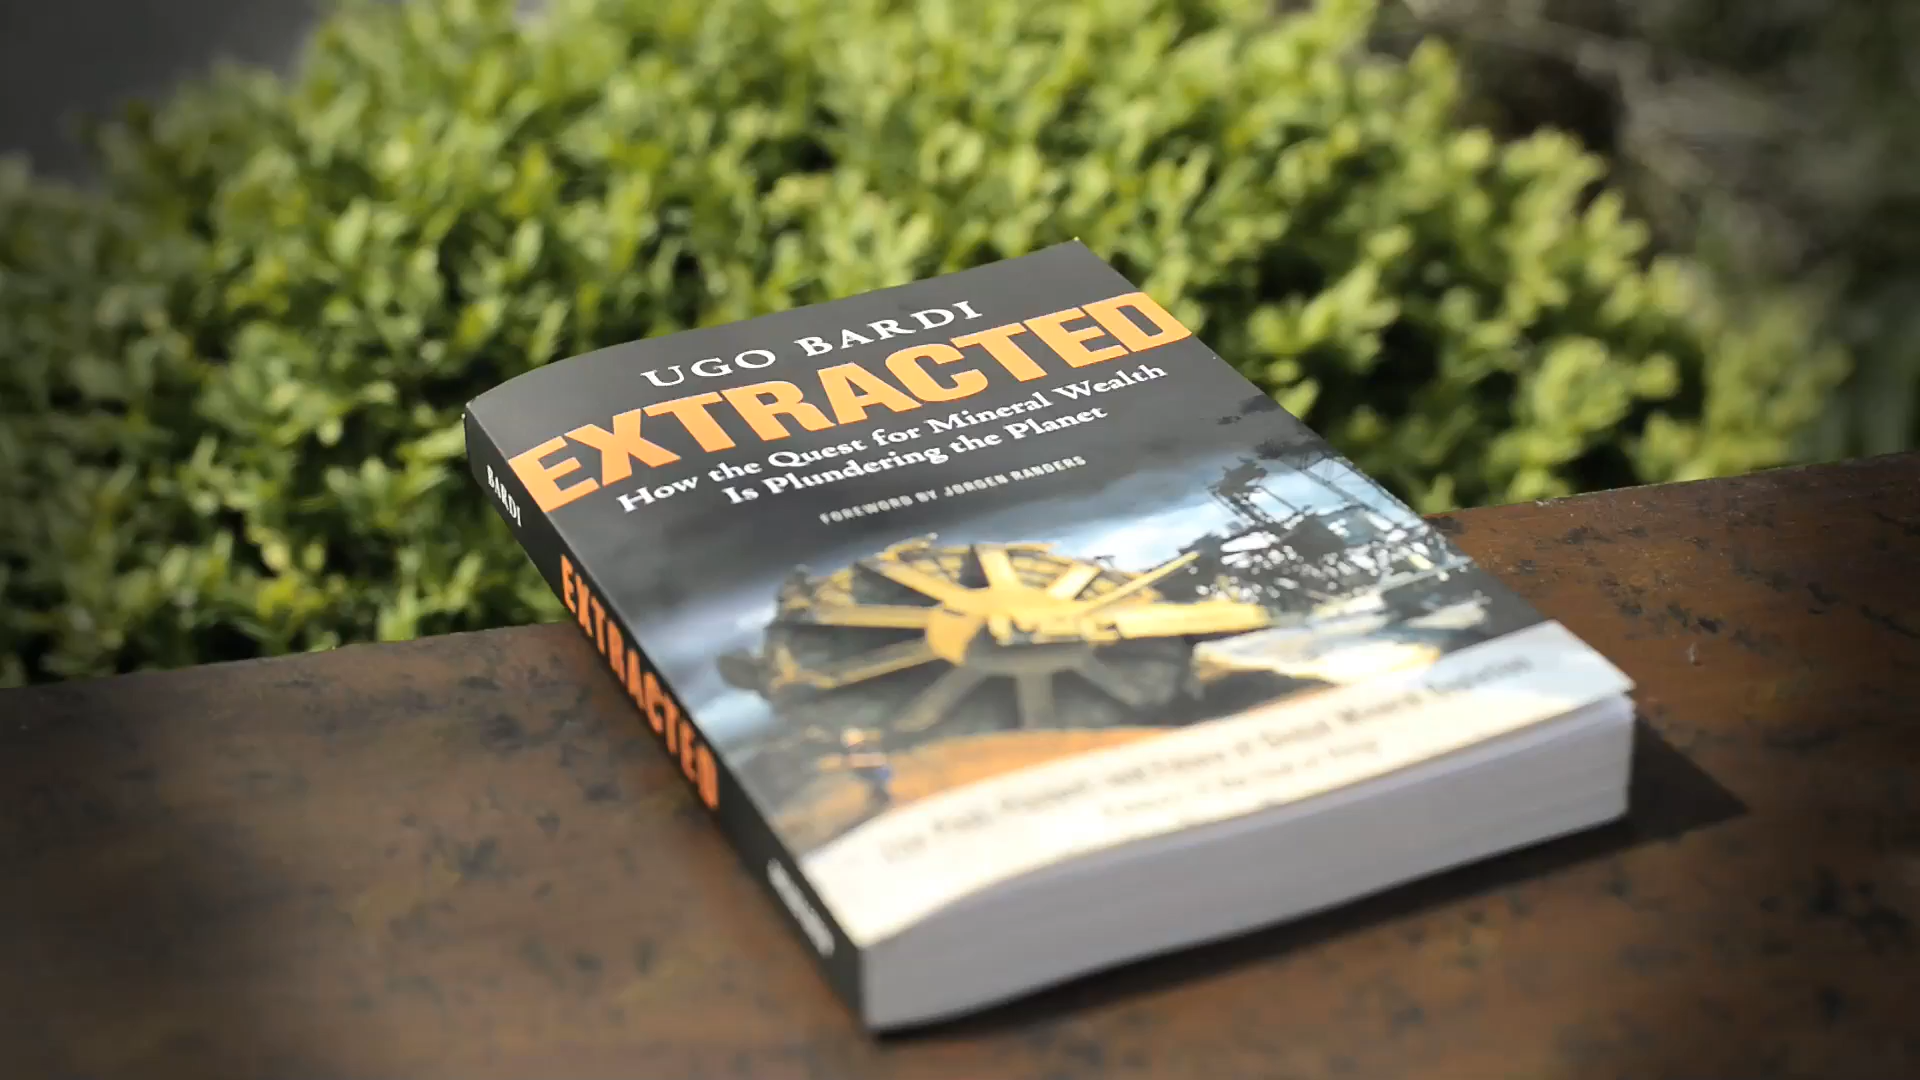 UGO BARDI
EXTRACTED
How the Quest for Mineral Wealth
Is Plundering the Planet
FOREWORD BY JORGEN RANDERS
BARDI
EXTRACTED